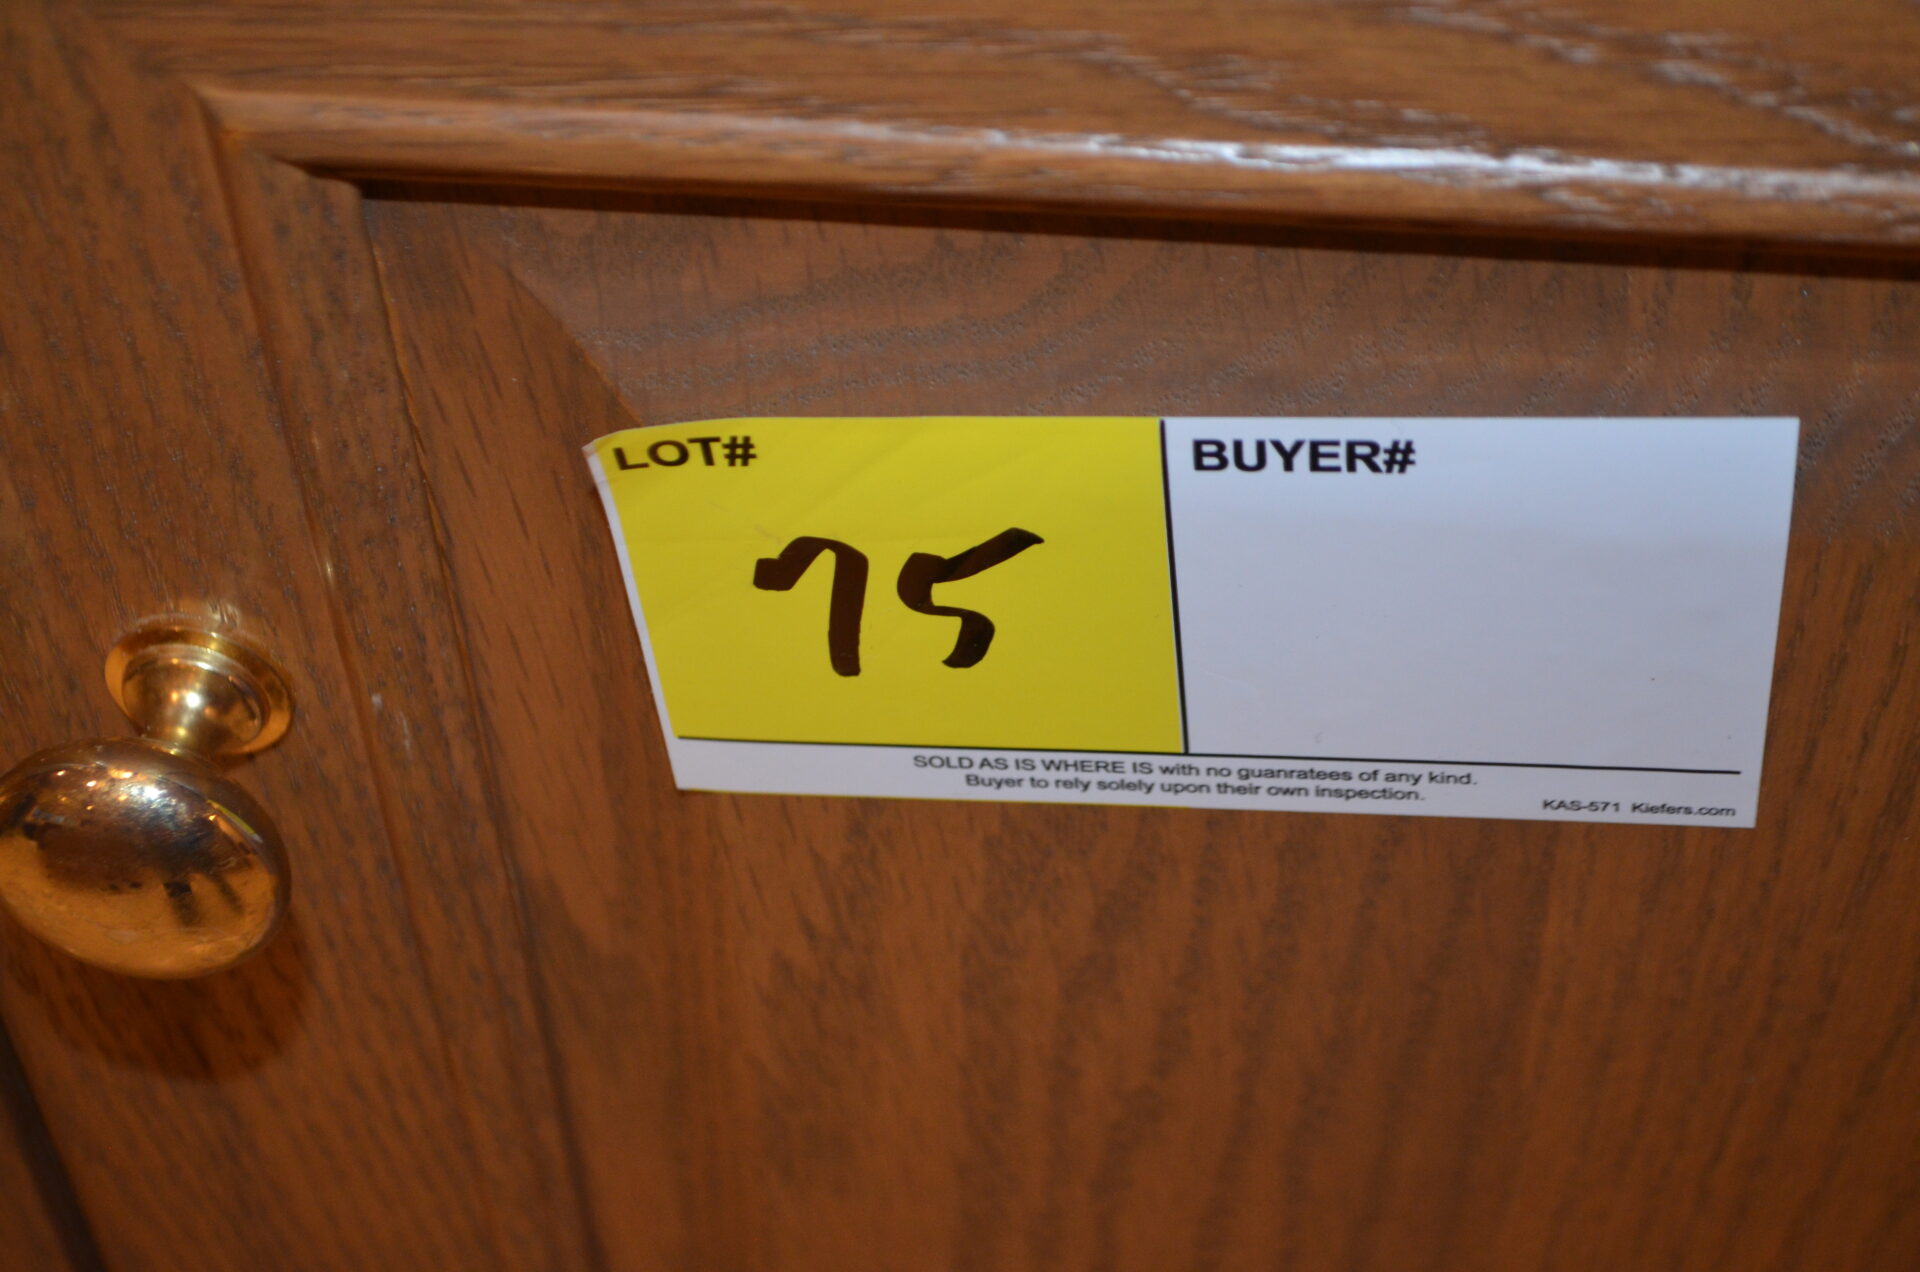 LOT# BUYER#
75
SOLD AS IS WHERE IS with no guanratees of any kind.
Buyer to rely solely upon their own inspection.
KAS-571 Kiefers.com